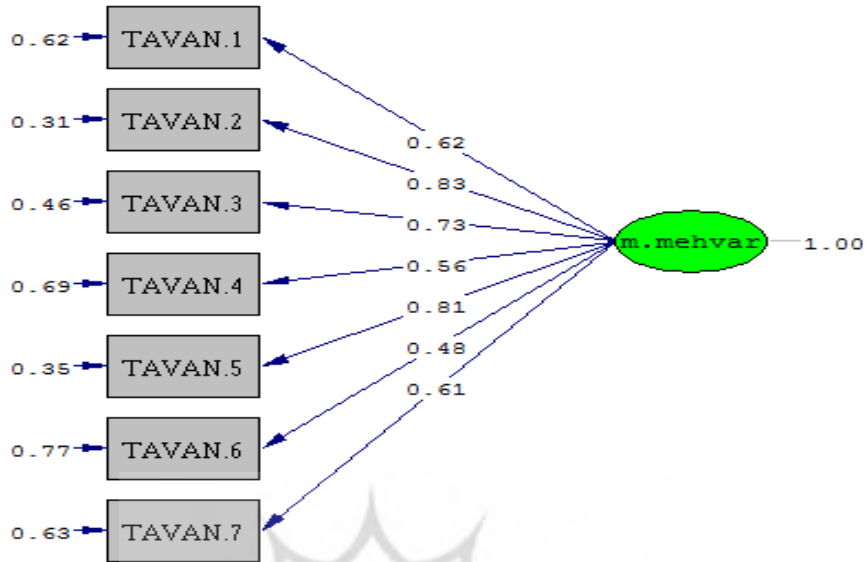 0.62 TAVAN.1
0.31 TAVAN.2
0.46 TAVAN.3
0.69 TAVAN.4
0.35 TAVAN.5
0.77 TAVAN.6
0.63 TAVAN.7
0.62
0.83
0.73
0.56
0.81
0.48
0.61
m.mehvar 1.00